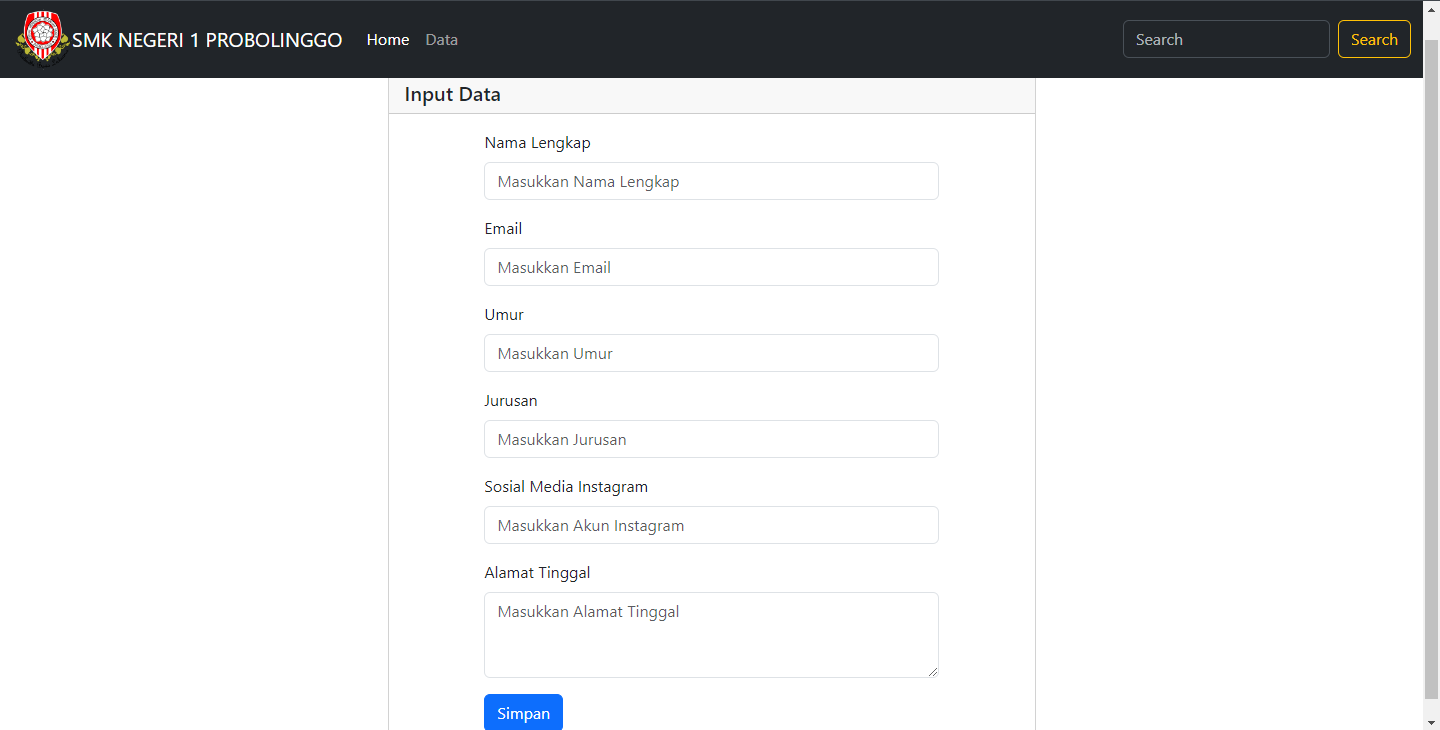 SMK NEGERI 1 PROBOLINGGO Home Data Search Search
Input Data
Nama Lengkap
Masukkan Nama Lengkap
Email
Masukkan Email
Umur
Masukkan Umur
Jurusan
Masukkan Jurusan
Sosial Media Instagram
Masukkan Akun Instagram
Alamat Tinggal
Masukkan Alamat Tinggal
Simpan